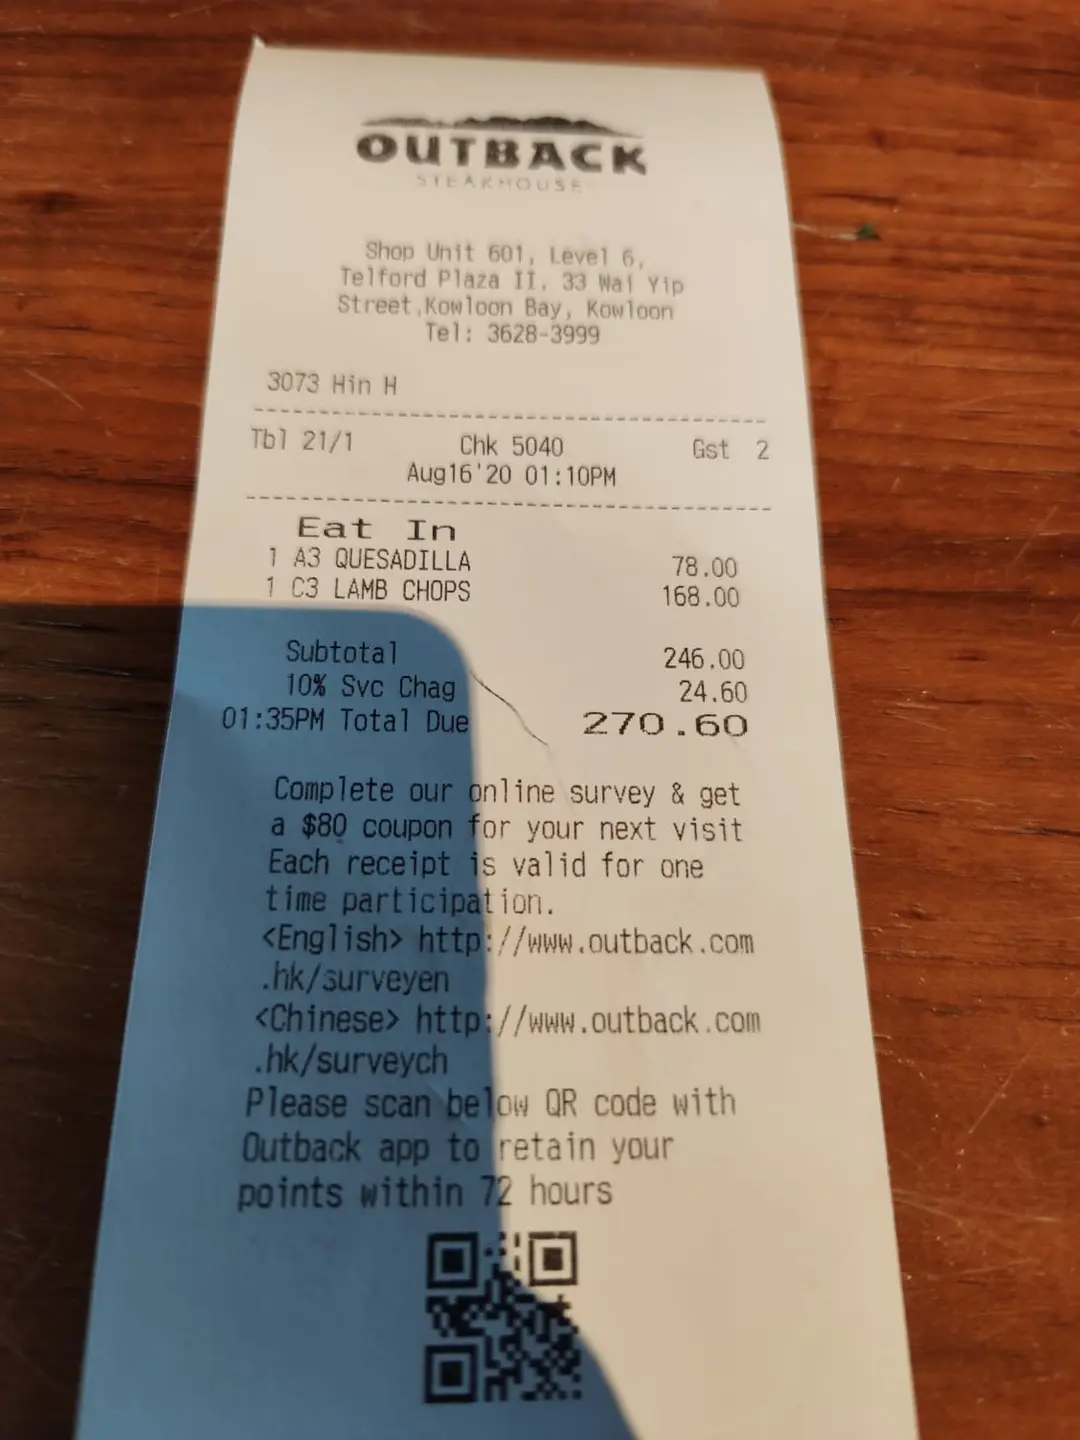 OUTBACK
STEAKHOUSE
Shop Unit 601, Level 6,
Telford Plaza II, 33 Wai Yip
Street,Kowloon Bay, Kowloon
Tel: 3628-3999
3073 Hin H
Tbl 21/1 Chk 5040 Gst 2
Aug16'20 01:10PM
Eat In
1 A3 QUESADILLA 78.00
1 C3 LAMB CHOPS 168.00
Subtotal 246.00
10% Svc Chag 24.60
01:35PM Total Due 270.60
Complete our online survey & get
a $80 coupon for your next visit
Each receipt is valid for one
time participation.
<English> http://www.outback.com
.hk/surveyen
<Chinese> http://www.outback.com
.hk/surveych
Please scan below QR code with
Outback app to retain your
points within 72 hours